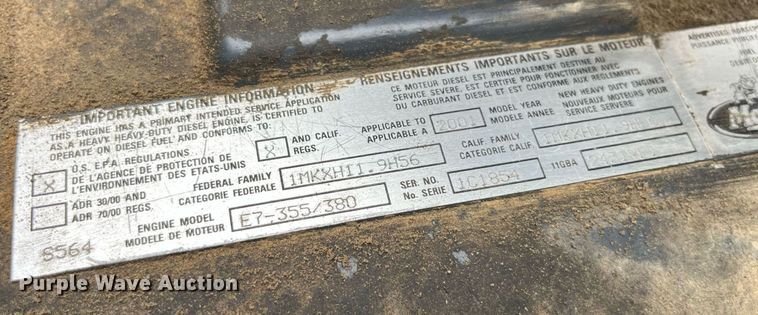 IMPORTANT ENGINE INFORMATION
THIS ENGINE HAS A PRIMARY INTENDED SERVICE APPLICATION
AS A HEAVY HEAVY-DUTY DIESEL ENGINE, IS CERTIFIED TO
OPERATE ON DIESEL FUEL AND CONFORMS TO:
X U.S. E.P.A. REGULATIONS
DE L'AGENCE DE PROTECTION DE
L'ENVIRONNEMENT DES ETATS-UNIS
X AND CALIF.
REGS.
ADR 30/00 AND
ADR 70/00 REGS.
S564
RENSEIGNEMENTS IMPORTANTS SUR LE MOTEUR
CE MOTEUR DIESEL EST PRINCIPALEMENT DESTINE AU
SERVICE SEVERE, EST CERTIFIE POUR FONCTIONNER AVEC
DU CARBURANT DIESEL ET EST CONFORME AUX REGLEMENTS
APPLICABLE TO
APPLICABLE A
2001
MODEL YEAR
MODELE ANNEE
NEW HEAVY DUTY ENGINES
NOUVEAUX MOTEURS POUR
SERVICE SERVERE
FEDERAL FAMILY
CATEGORIE FEDERALE
1MKXH11.9H56
CALIF. FAMILY
CATEGORIE CALIF.
ENGINE MODEL
MODELE DE MOTEUR
E7-355/380
SER. NO.
No. SERIE
1C1854
11GBA
Purple Wave Auction